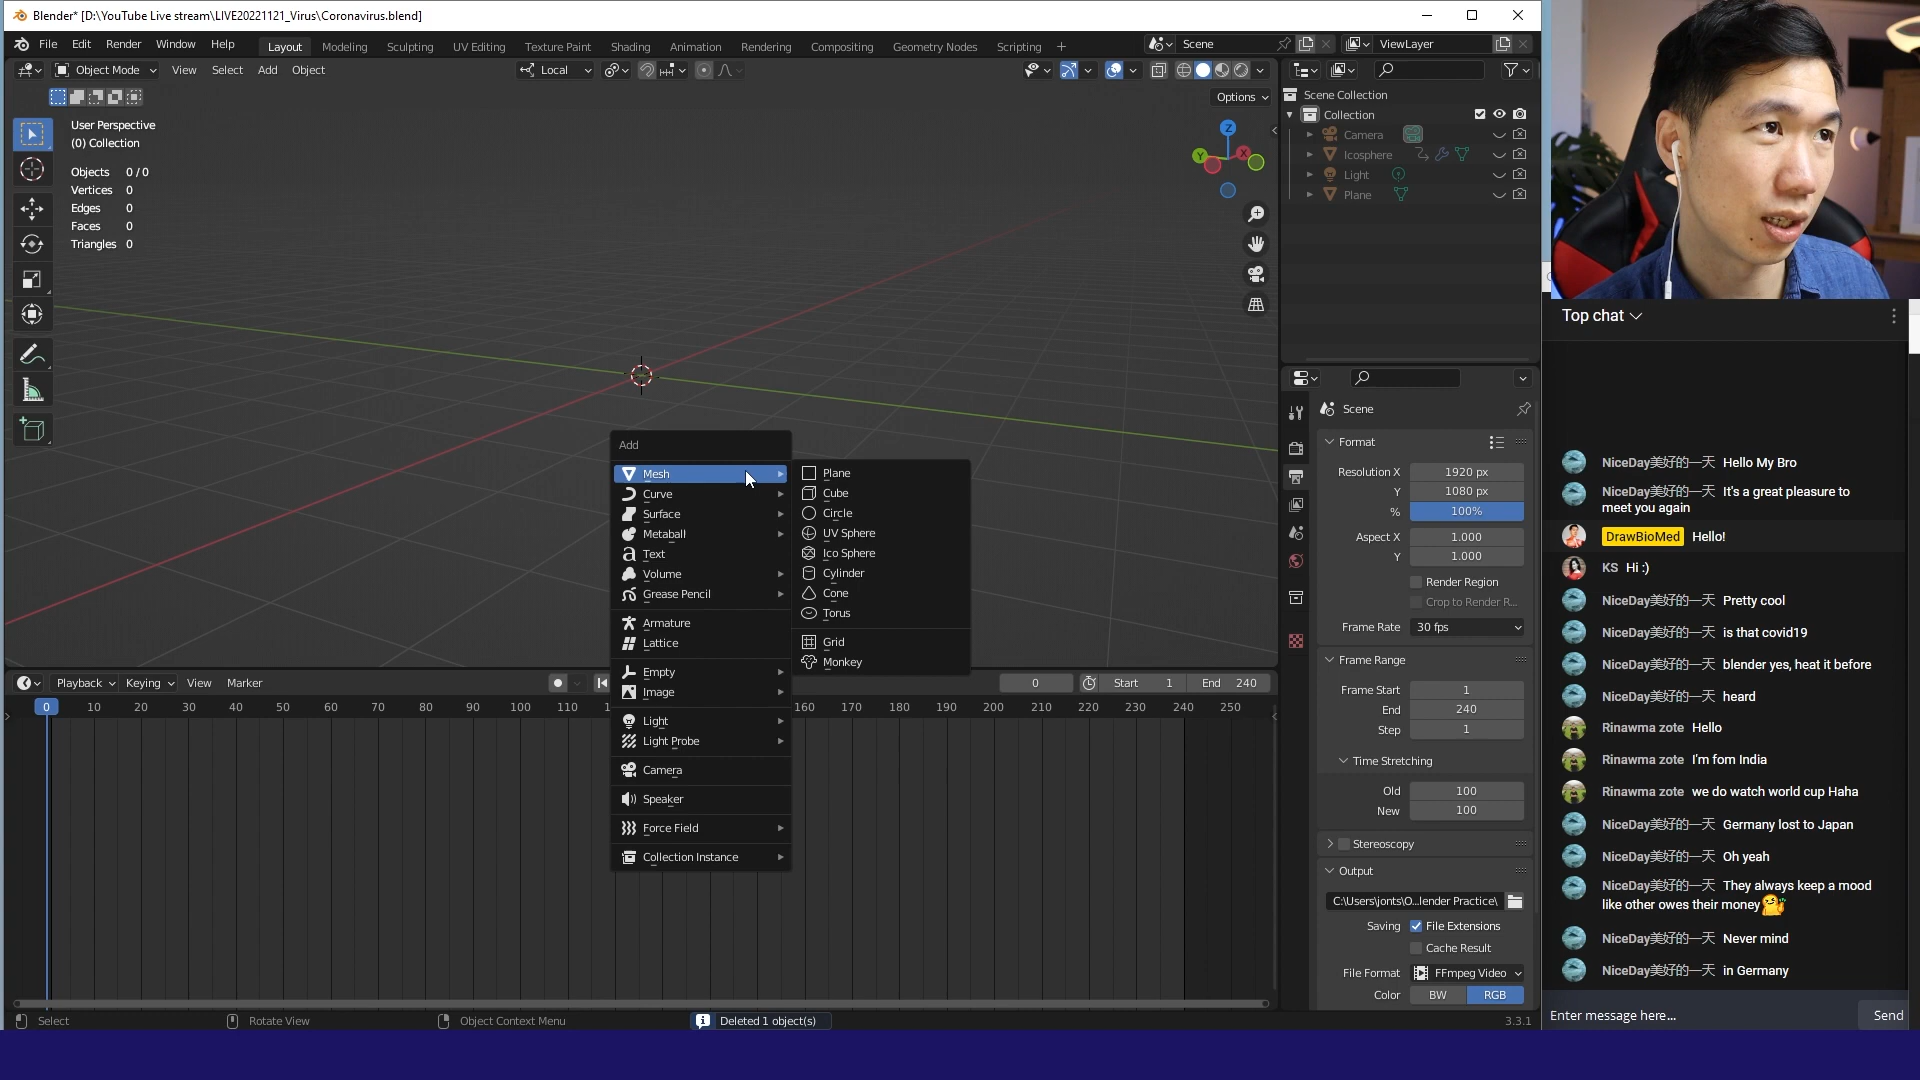 Blender* [D:\YouTube Live stream\LIVE20221121_Virus\Coronavirus.blend]
File Edit Render Window Help Layout Modeling Sculpting UV Editing Texture Paint Shading Animation Rendering Compositing Geometry Nodes Scripting + Scene ViewLayer
Object Mode View Select Add Object Local
Options
User Perspective
(0) Collection
Objects 0 / 0
Vertices 0
Edges 0
Faces 0
Triangles 0
Z
Y
X
Scene Collection
Collection
Camera
Icosphere
Light
Plane
Add
Mesh
Curve
Surface
Metaball
Text
Volume
Grease Pencil
Armature
Lattice
Empty
Image
Light
Light Probe
Camera
Speaker
Force Field
Collection Instance
Plane
Cube
Circle
UV Sphere
Ico Sphere
Cylinder
Cone
Torus
Grid
Monkey
Playback Keying View Marker
0 Start 1 End 240
0 10 20 30 40 50 60 70 80 90 100 110 1 160 170 180 190 200 210 220 230 240 250
Scene
Format
Resolution X 1920 px
Y 1080 px
% 100%
Aspect X 1.000
Y 1.000
Render Region
Crop to Render R...
Frame Rate 30 fps
Frame Range
Frame Start 1
End 240
Step 1
Time Stretching
Old 100
New 100
Stereoscopy
Output
C:\Users\jonts\O...lender Practice\
Saving File Extensions
Cache Result
File Format FFmpeg Video
Color BW RGB
Select Rotate View Object Context Menu Deleted 1 object(s) 3.3.1
Top chat
NiceDay美好的一天 Hello My Bro
NiceDay美好的一天 It's a great pleasure to
meet you again
DrawBioMed Hello!
KS Hi :)
NiceDay美好的一天 Pretty cool
NiceDay美好的一天 is that covid19
NiceDay美好的一天 blender yes, heat it before
NiceDay美好的一天 heard
Rinawma zote Hello
Rinawma zote I'm fom India
Rinawma zote we do watch world cup Haha
NiceDay美好的一天 Germany lost to Japan
NiceDay美好的一天 Oh yeah
NiceDay美好的一天 They always keep a mood
like other owes their money
NiceDay美好的一天 Never mind
NiceDay美好的一天 in Germany
Enter message here... Send